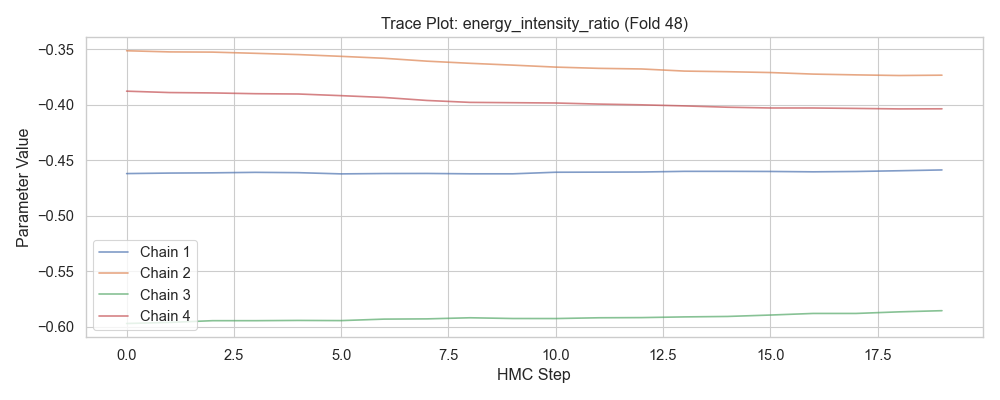 Trace Plot: energy_intensity_ratio (Fold 48)
Parameter Value
−0.35
−0.40
−0.45
−0.50
−0.55
−0.60
Chain 1
Chain 2
Chain 3
Chain 4
0.0 2.5 5.0 7.5 10.0 12.5 15.0 17.5
HMC Step